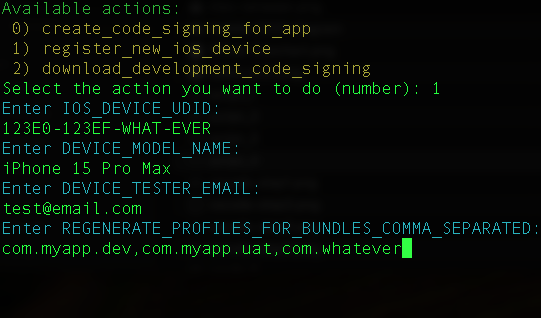 Available actions:
0) create_code_signing_for_app
1) register_new_ios_device
2) download_development_code_signing
Select the action you want to do (number): 1
Enter IOS_DEVICE_UDID:
123E0-123EF-WHAT-EVER
Enter DEVICE_MODEL_NAME:
iPhone 15 Pro Max
Enter DEVICE_TESTER_EMAIL:
test@email.com
Enter REGENERATE_PROFILES_FOR_BUNDLES_COMMA_SEPARATED:
com.myapp.dev,com.myapp.uat,com.whatever